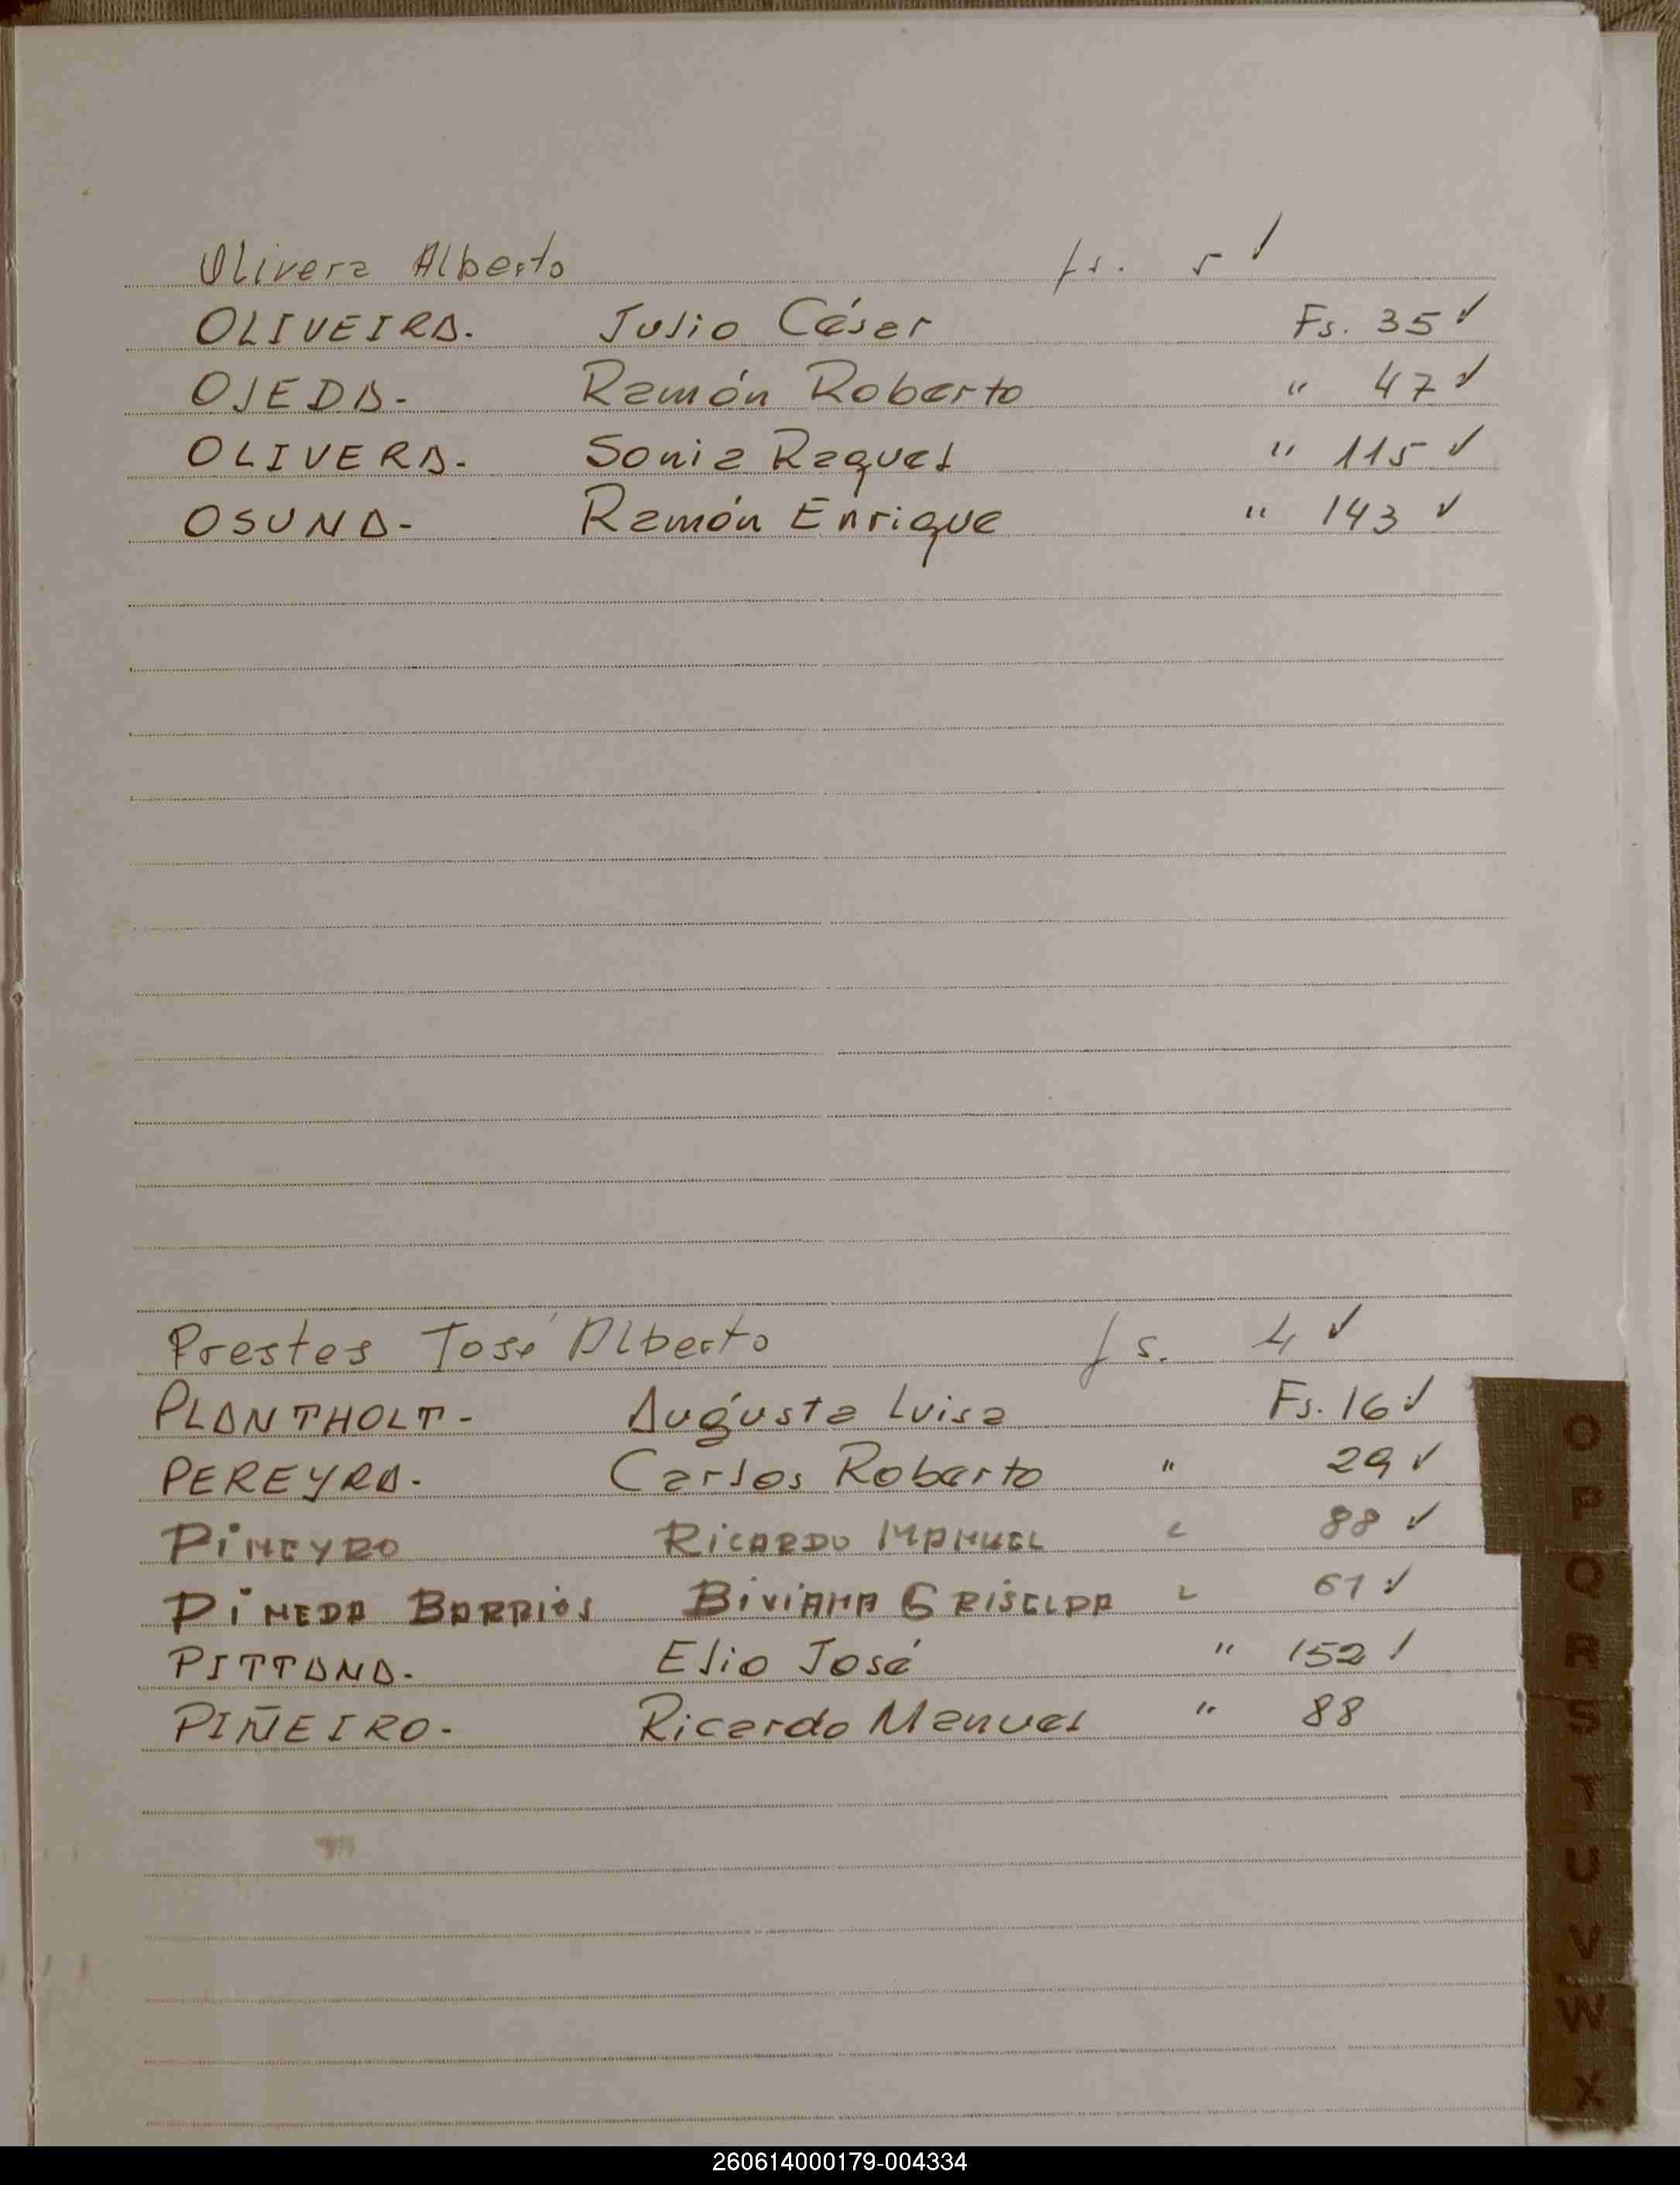 Olivera Alberto fs. 5 ✓
OLIVEIRA. Julio César Fs. 35 ✓
OJEDA- Ramón Roberto " 47 ✓
OLIVERA- Sonia Raquel " 115 ✓
OSUNA- Ramón Enrique " 143 ✓
Prestes José Alberto fs. 4 ✓
PLANTHOLT- Augusta Luisa Fs. 16 ✓
PEREYRA- Carlos Roberto " 29 ✓
PiÑEYRO RICARDO MANUEL " 88 ✓
PiNEDA BARRIOS BiViANA GRiSELDA " 61 ✓
PITTANA- Elio José " 152 ✓
PIÑEIRO- Ricardo Manuel " 88
O
P
Q
R
S
T
U
V
W
X
260614000179-004334